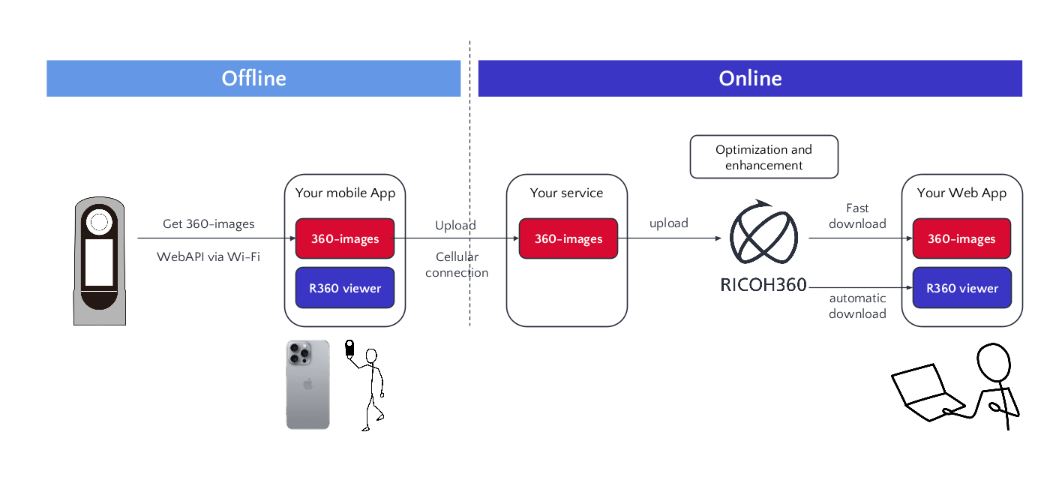 Offline
Online
Optimization and
enhancement
Your mobile App
Your service
Your Web App
Get 360-images
WebAPI via Wi-Fi
360-images
R360 viewer
Upload
Cellular
connection
360-images
upload
RICOH360
Fast
download
automatic
download
360-images
R360 viewer